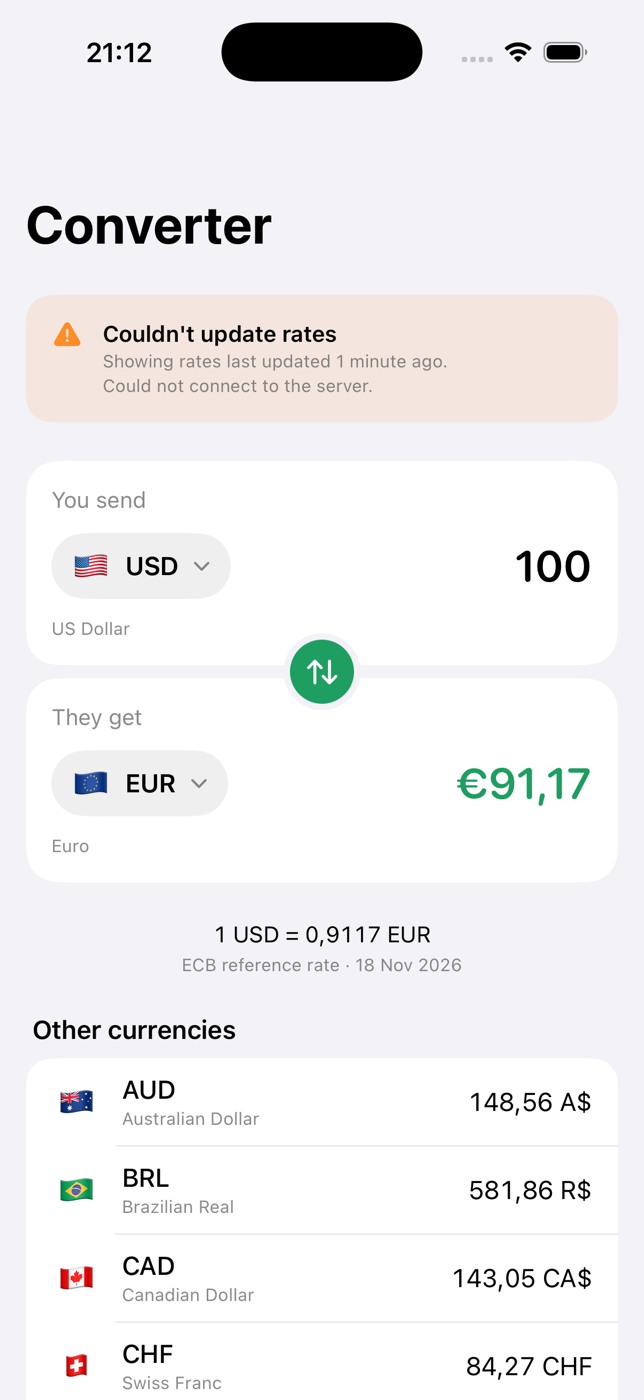 21:12
Converter
Couldn't update rates
Showing rates last updated 1 minute ago.
Could not connect to the server.
You send
USD
100
US Dollar
They get
EUR
€91,17
Euro
1 USD = 0,9117 EUR
ECB reference rate · 18 Nov 2026
Other currencies
AUD
148,56 A$
Australian Dollar
BRL
581,86 R$
Brazilian Real
CAD
143,05 CA$
Canadian Dollar
CHF
84,27 CHF
Swiss Franc